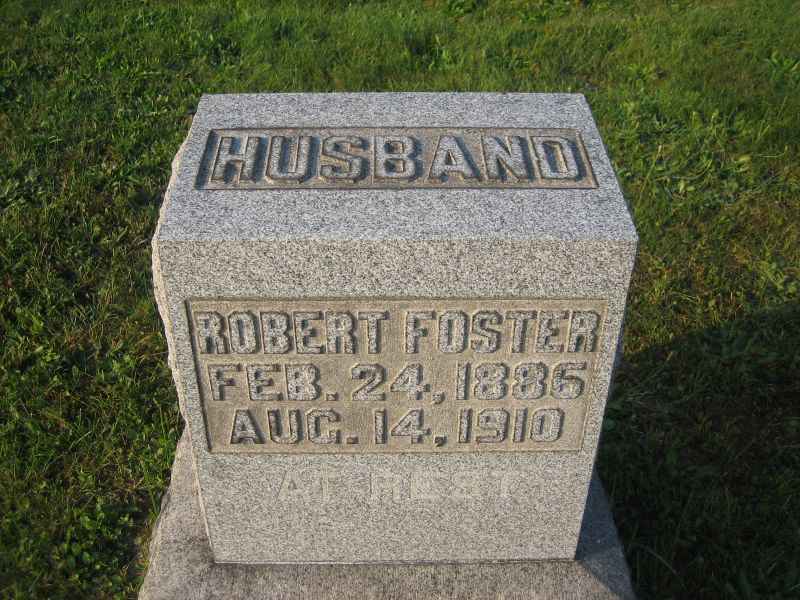 HUSBAND
ROBERT FOSTER
FEB. 24, 1886
AUG. 14, 1910
AT REST